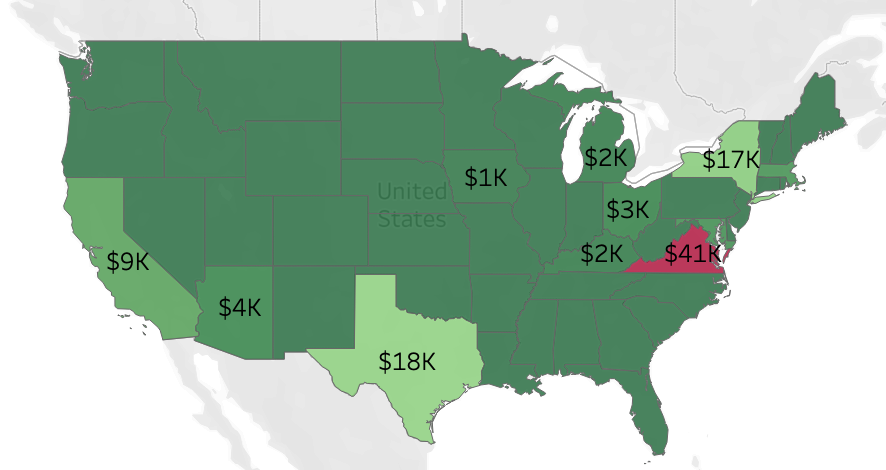 $2K
$17K
$1K
United
States
$3K
$2K
$41K
$9K
$4K
$18K